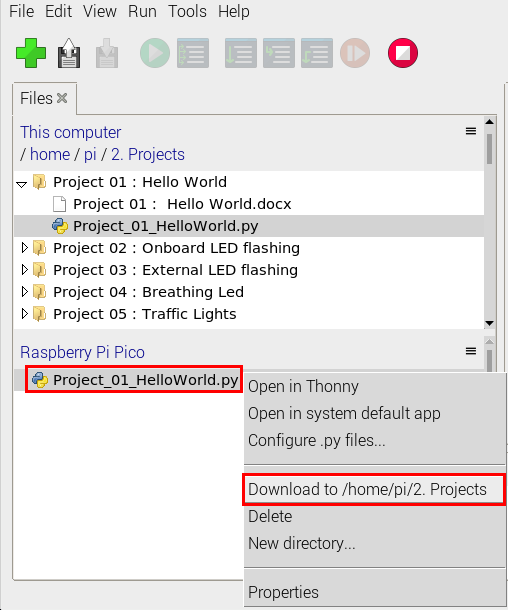 File Edit View Run Tools Help
Files
This computer
/ home / pi / 2. Projects
Project 01 : Hello World
Project 01 :  Hello World.docx
Project_01_HelloWorld.py
Project 02 : Onboard LED flashing
Project 03 : External LED flashing
Project 04 : Breathing Led
Project 05 : Traffic Lights
Raspberry Pi Pico
Project_01_HelloWorld.py
Open in Thonny
Open in system default app
Configure .py files...
Download to /home/pi/2. Projects
Delete
New directory...
Properties